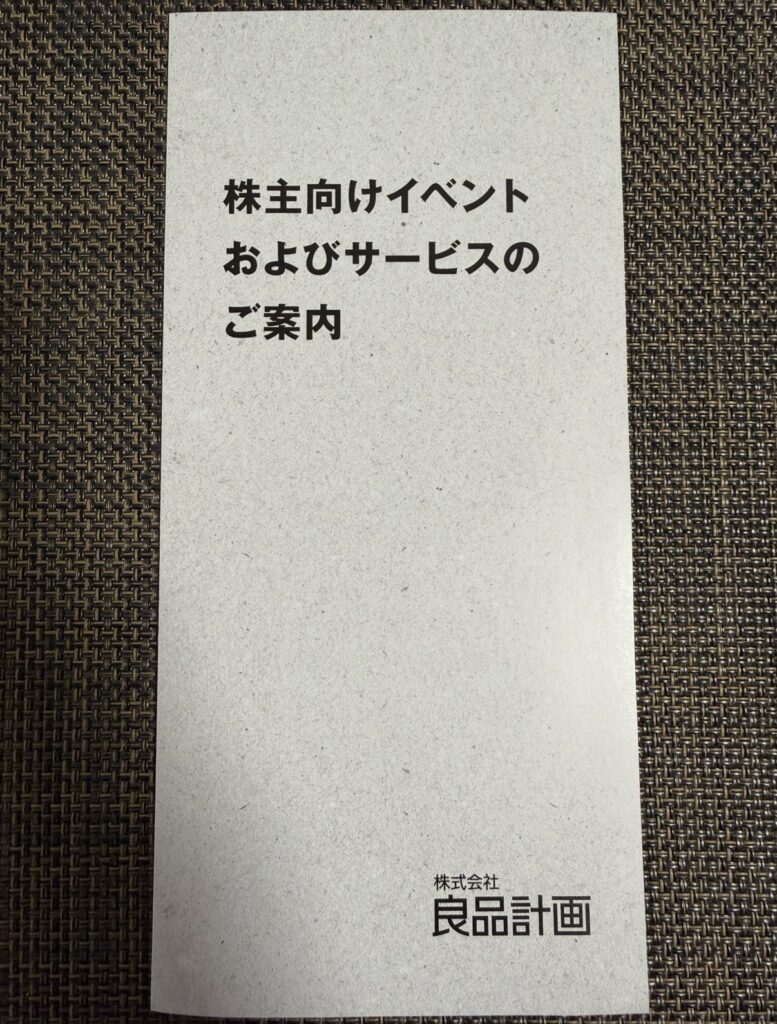 株主向けイベント
およびサービスの
ご案内
株式会社
良品計画